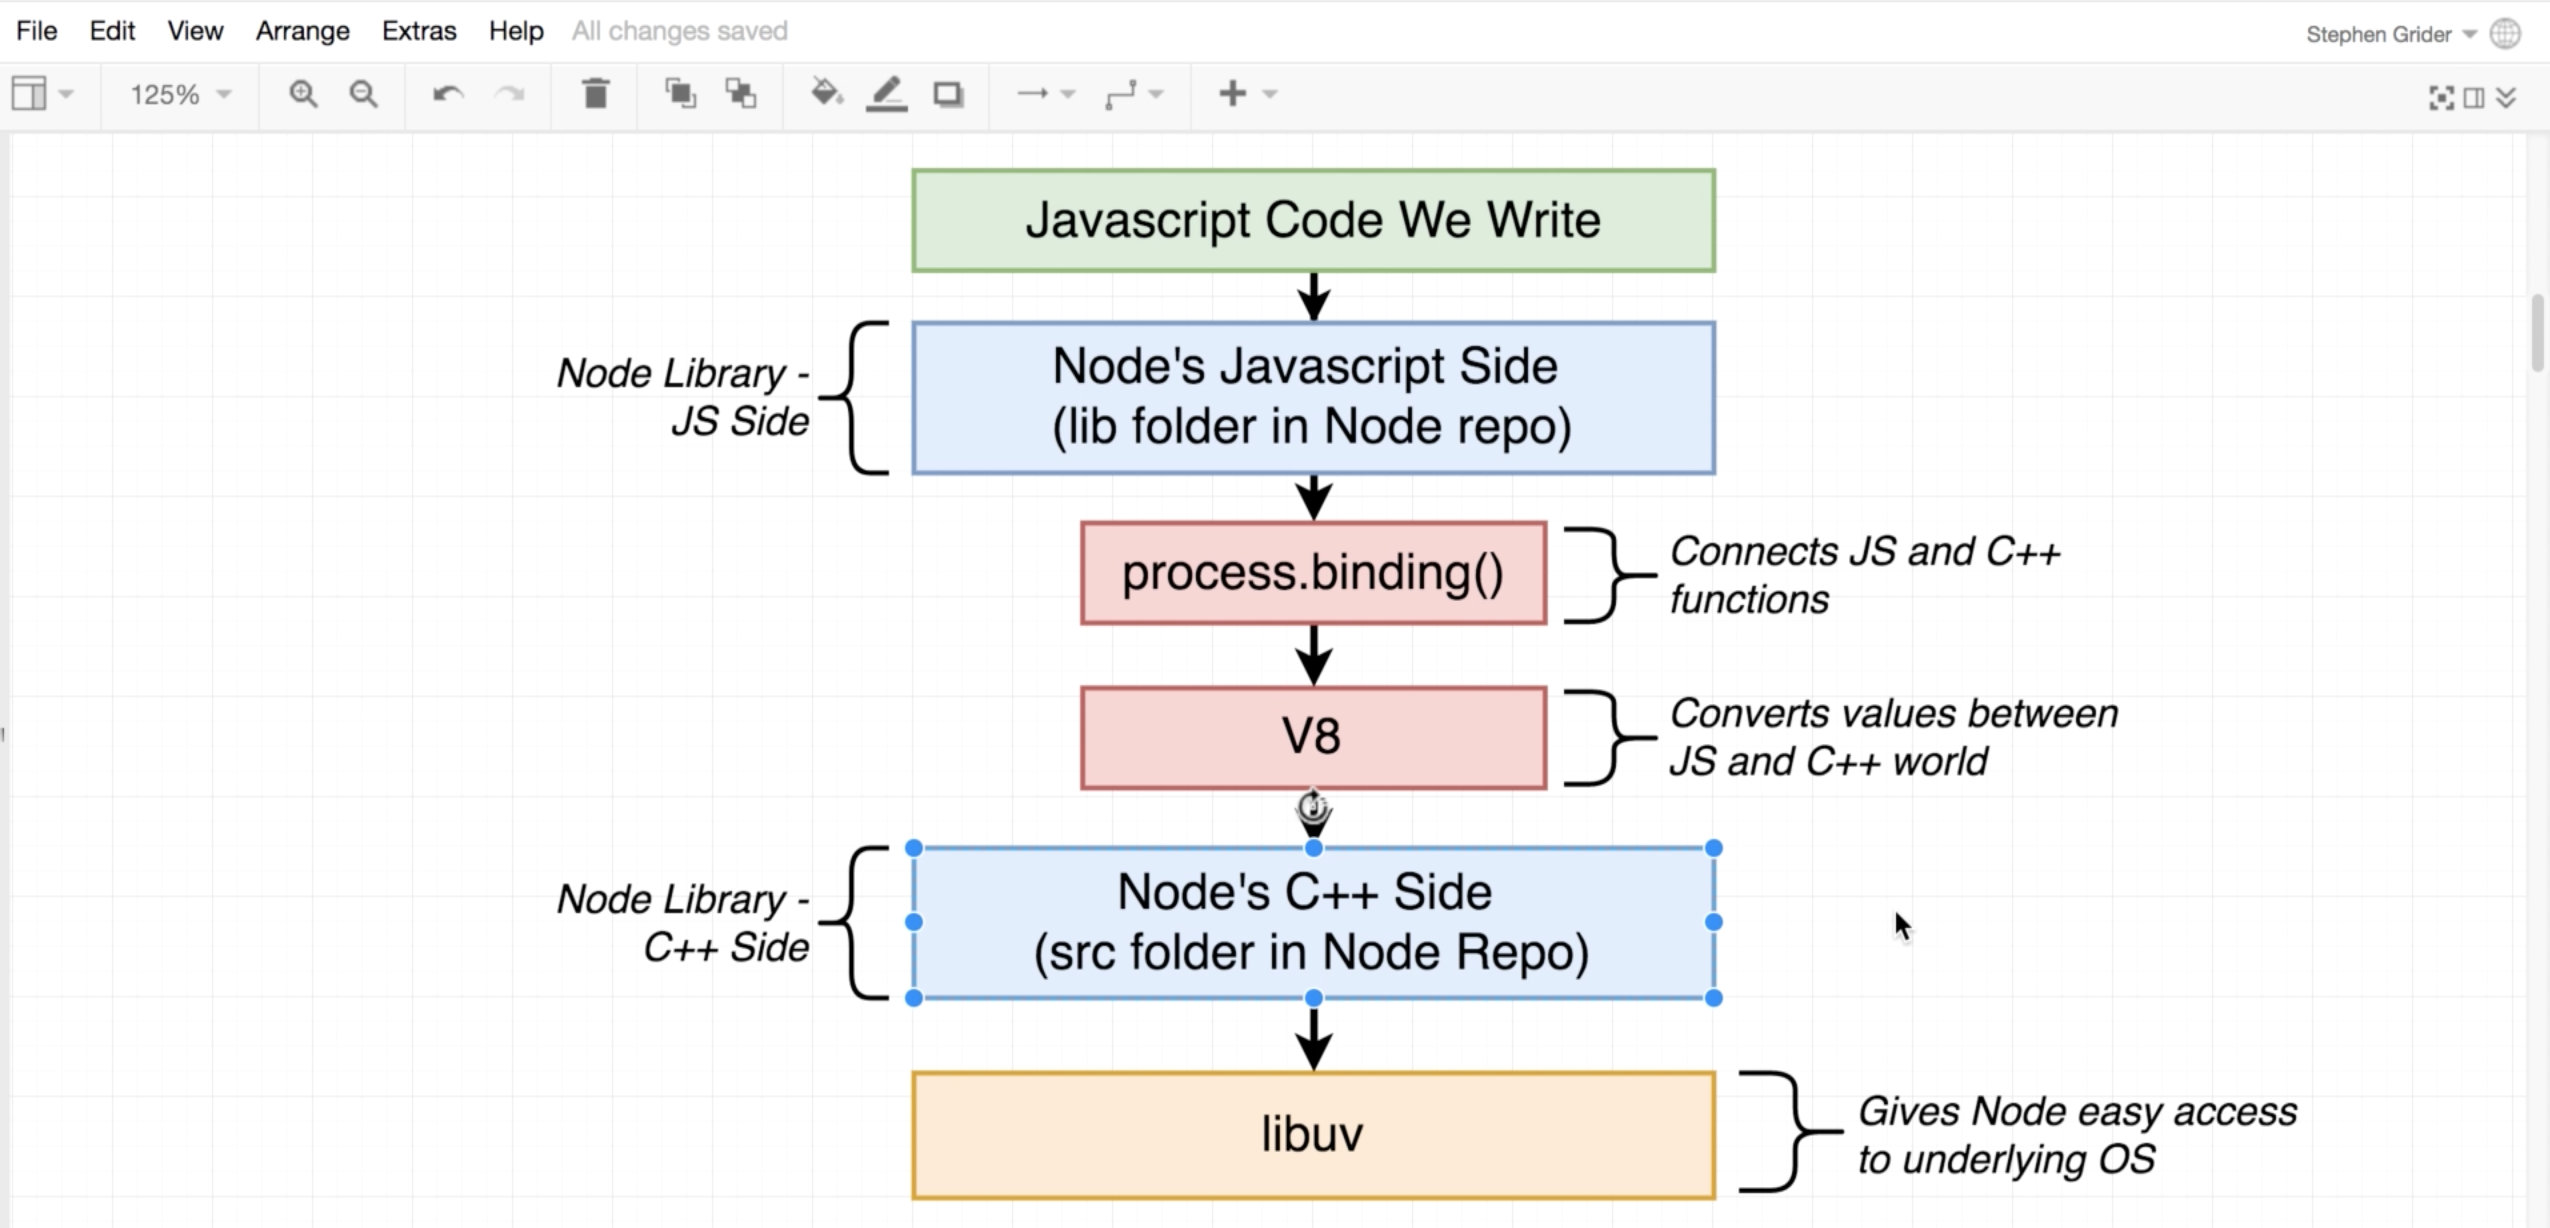 File Edit View Arrange Extras Help All changes saved
Stephen Grider
125%
Javascript Code We Write
Node Library -
JS Side
Node's Javascript Side
(lib folder in Node repo)
process.binding()
Connects JS and C++
functions
V8
Converts values between
JS and C++ world
Node Library -
C++ Side
Node's C++ Side
(src folder in Node Repo)
libuv
Gives Node easy access
to underlying OS